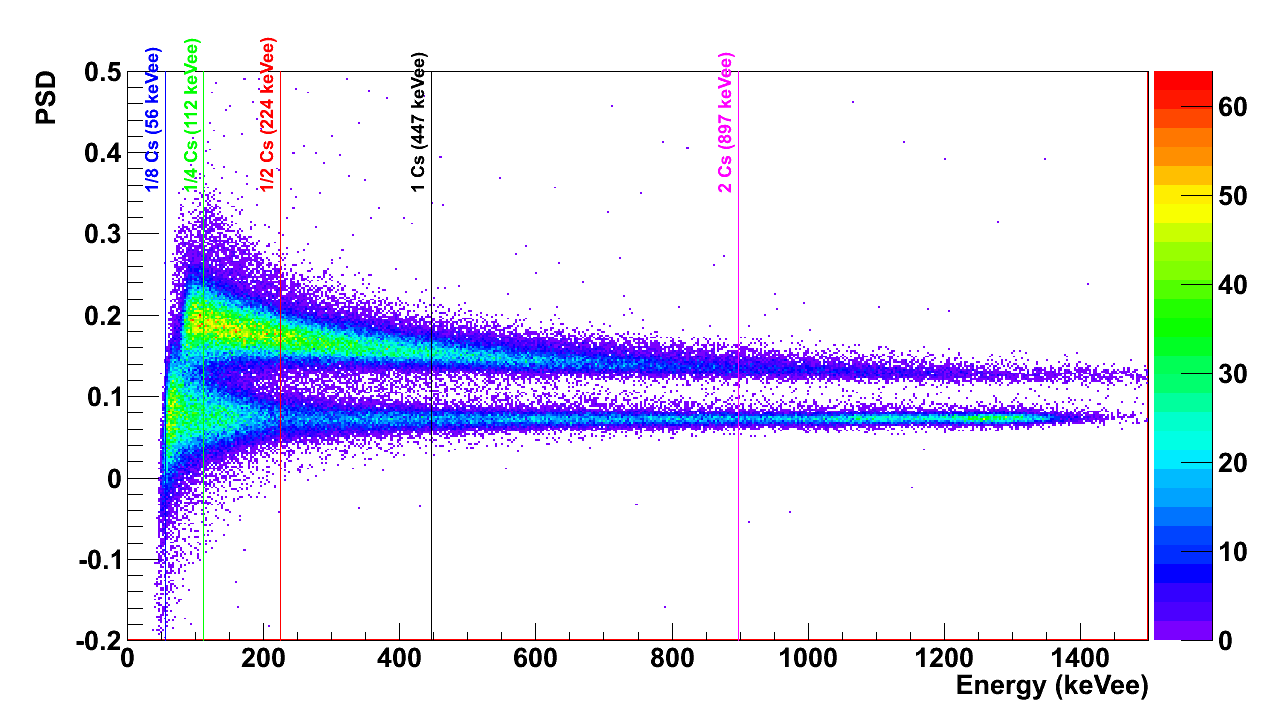 PSD
0.5
0.4
0.3
0.2
0.1
0
-0.1
-0.2
1/8 Cs (56 keVee)
1/4 Cs (112 keVee)
1/2 Cs (224 keVee)
1 Cs (447 keVee)
2 Cs (897 keVee)
0 200 400 600 800 1000 1200 1400
Energy (keVee)
60
50
40
30
20
10
0